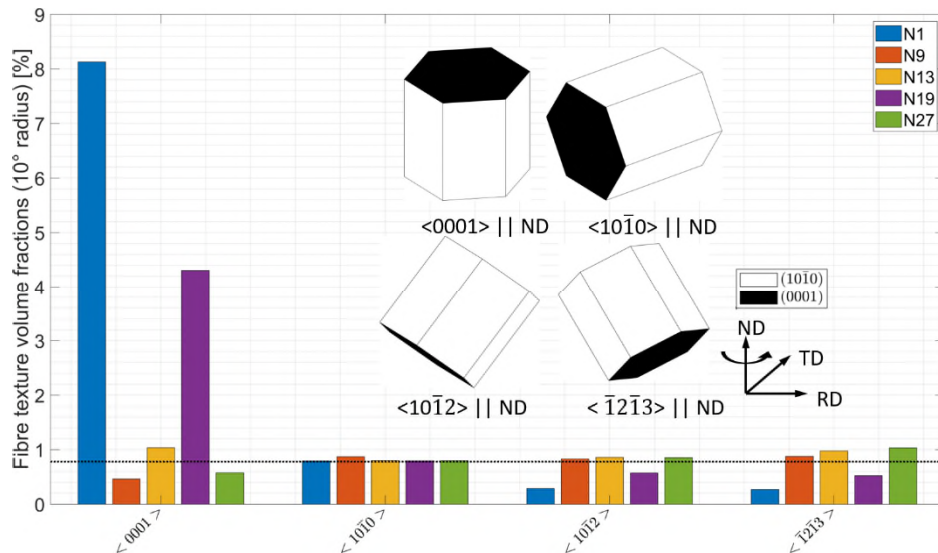 Fibre texture volume fractions (10° radius) [%]
9
8
7
6
5
4
3
2
1
0
N1
N9
N13
N19
N27
<0001> || ND
<101̄0> || ND
<101̄2> || ND
<1̄21̄3> || ND
(101̄0)
(0001)
ND
TD
RD
< 0001 >
< 101̄0 >
< 101̄2 >
< 1̄21̄3 >